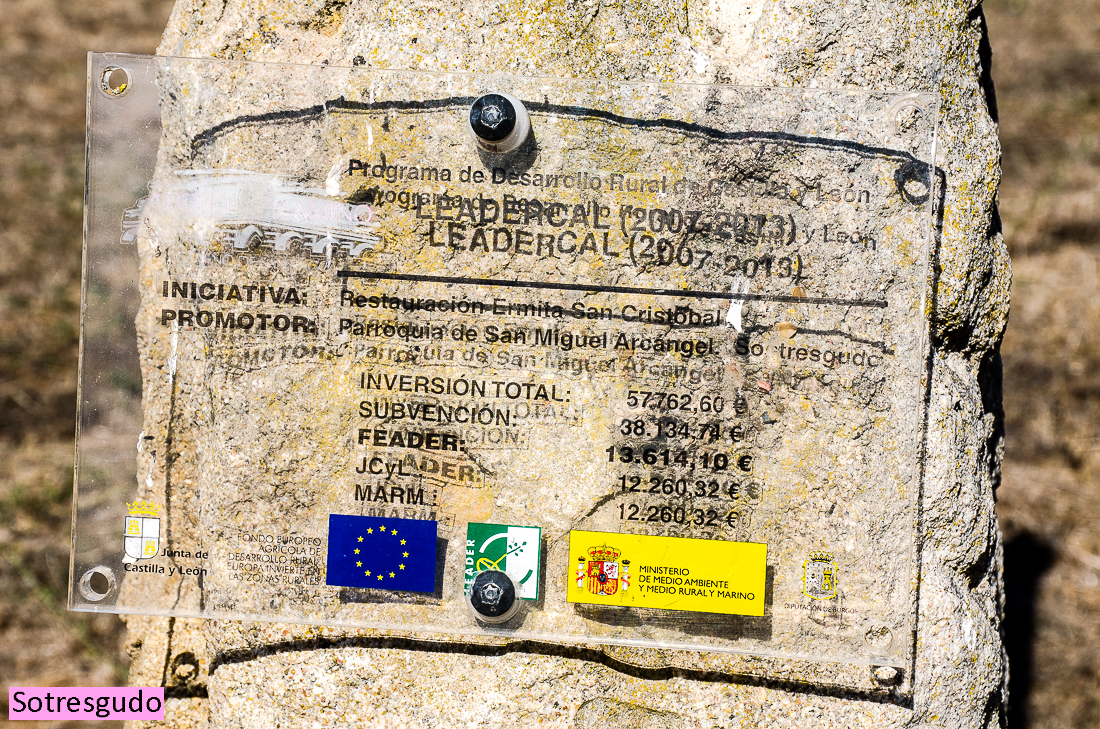 Programa de Desarrollo Rural de Castilla y León
LEADERCAL (2007-2013)
INICIATIVA: Restauración Ermita San Cristobal
PROMOTOR: Parroquia de San Miguel Arcángel. So tresgudo
INVERSIÓN TOTAL: 57.762,60 €
SUBVENCIÓN: 38.134,74 €
FEADER: 13.614,10 €
JCyL 12.260,32 €
MARM : 12.260,32 €
Junta de
Castilla y León
FONDO EUROPEO
AGRÍCOLA DE
DESARROLLO RURAL:
EUROPA INVIERTE EN
LAS ZONAS RURALES
LEADER
MINISTERIO
DE MEDIO AMBIENTE
Y MEDIO RURAL Y MARINO
DIPUTACIÓN DE BURGOS
Sotresgudo